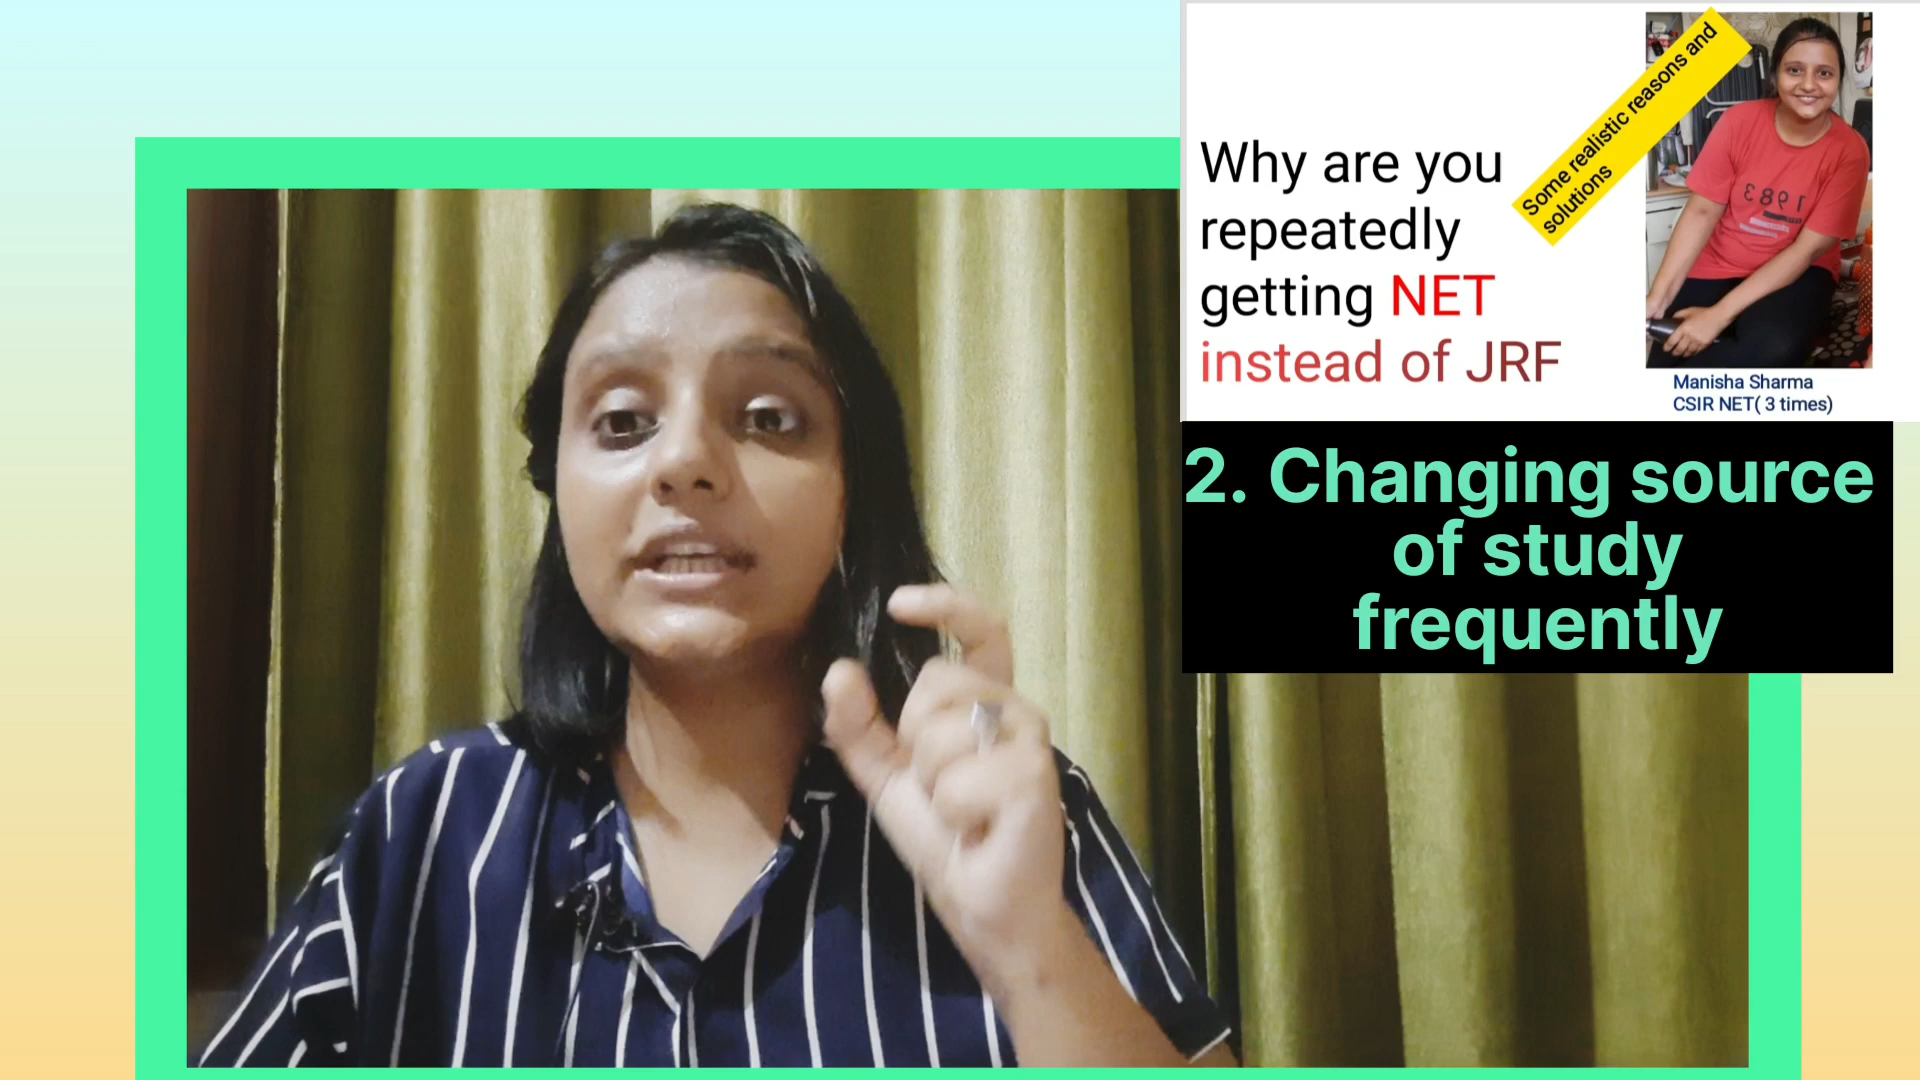 Why are you
repeatedly
getting NET
instead of JRF
Some realistic reasons and
solutions
1983
Manisha Sharma
CSIR NET( 3 times)
2. Changing source
of study
frequently